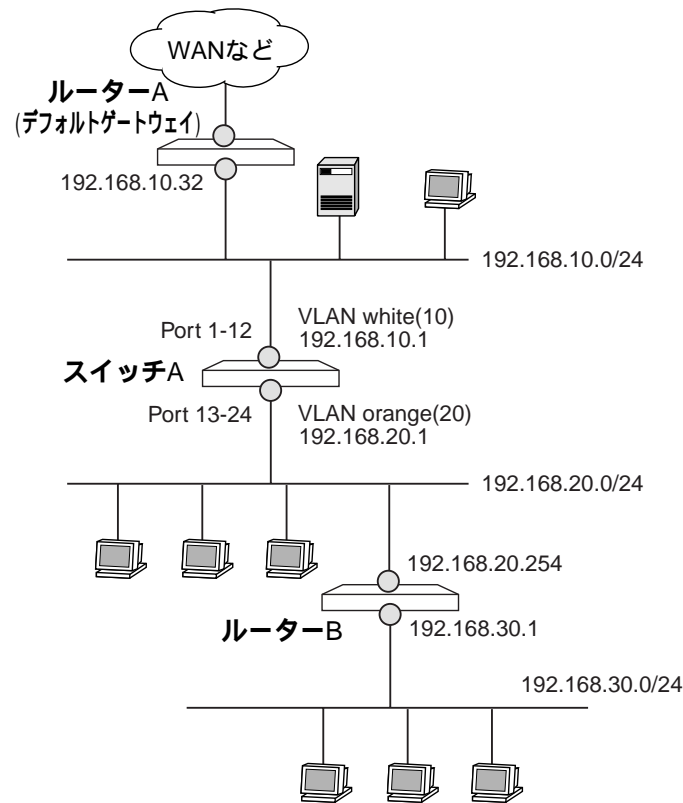 WANなど
ルーターA
(デフォルトゲートウェイ)
192.168.10.32
192.168.10.0/24
Port 1-12
VLAN white(10)
192.168.10.1
スイッチA
Port 13-24
VLAN orange(20)
192.168.20.1
192.168.20.0/24
192.168.20.254
ルーターB
192.168.30.1
192.168.30.0/24